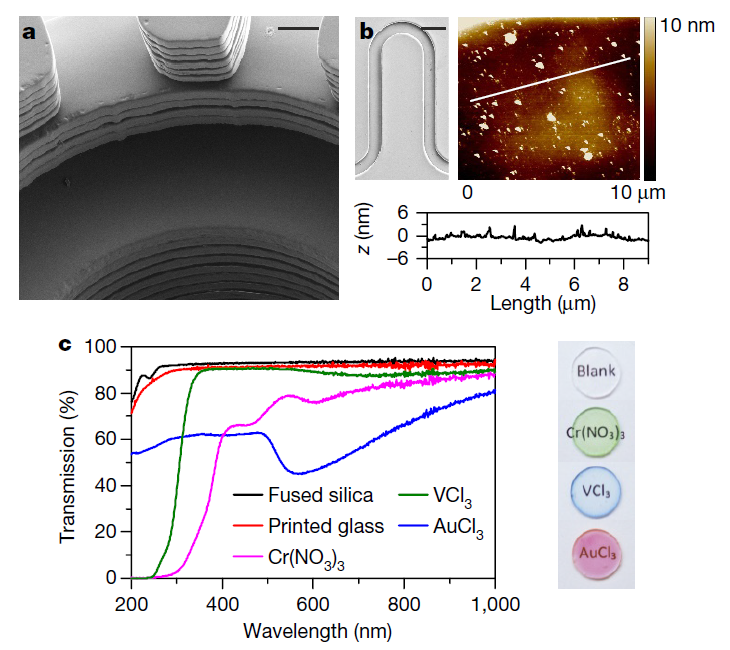 a
b
10 nm
0
10 μm
z (nm)
6
0
−6
0 2 4 6 8
Length (μm)
c
Transmission (%)
100
80
60
40
20
0
Fused silica
Printed glass
Cr(NO₃)₃
VCl₃
AuCl₃
200 400 600 800 1,000
Wavelength (nm)
Blank
Cr(NO₃)₃
VCl₃
AuCl₃